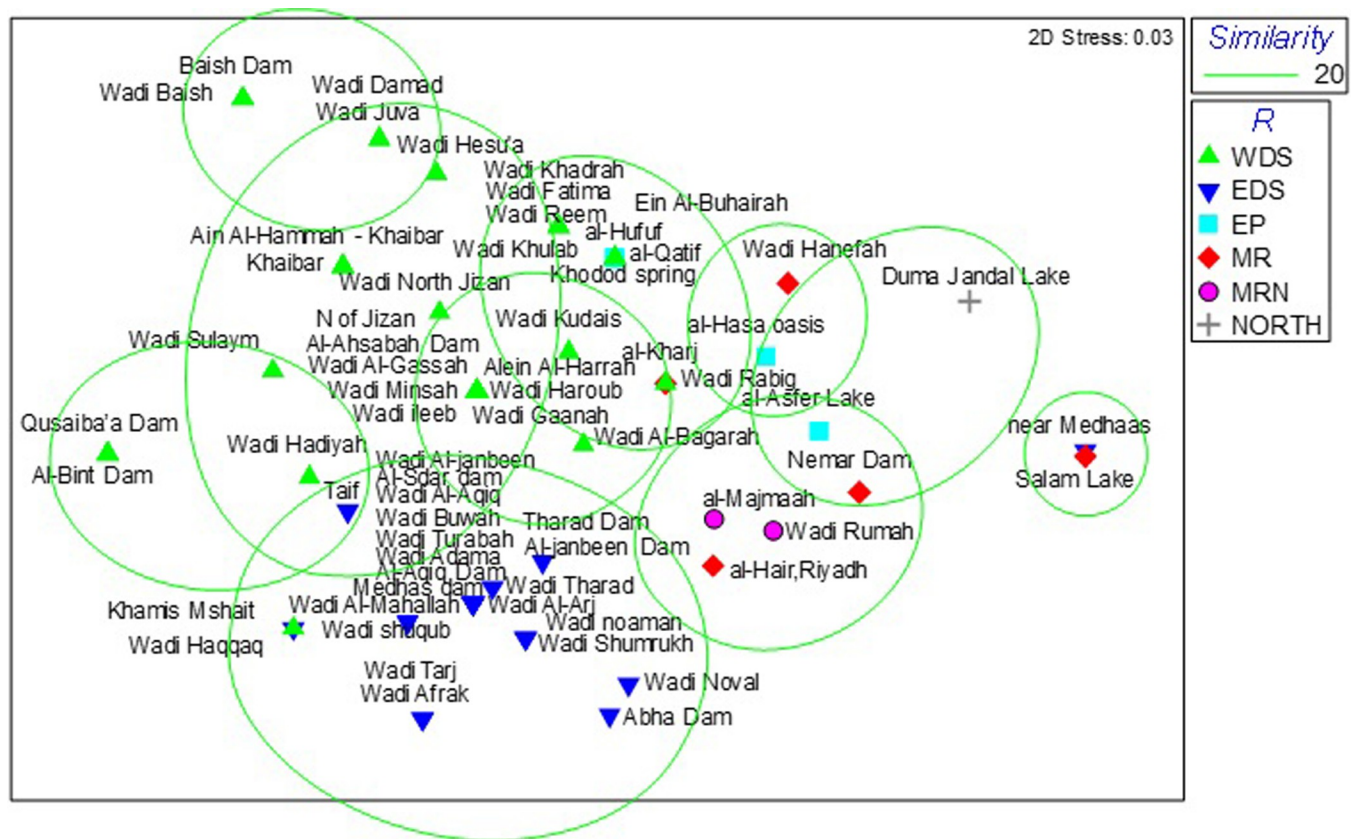 2D Stress: 0.03
Similarity
20
R
WDS
EDS
EP
MR
MRN
NORTH
Baish Dam
Wadi Baish
Wadi Damad
Wadi Juva
Wadi Hesu'a
Wadi Khadrah
Wadi Fatima
Wadi Reem
Ein Al-Buhairah
al-Hufuf
Ain Al-Hammah - Khaibar
Khaibar
Wadi Khulab
al-Qatif
Khodod spring
Wadi Hanefah
Duma Jandal Lake
Wadi North Jizan
N of Jizan
Wadi Kudais
al-Hasa oasis
Wadi Sulaym
Al-Ahsabah Dam
Wadi Al-Gassah
Alein Al-Harrah
al-Kharj
Wadi Rabig
Wadi Minsah
Wadi Haroub
al-Asfer Lake
Wadi ileeb
Wadi Gaanah
Qusaiba'a Dam
Al-Bint Dam
Wadi Hadiyah
Wadi Al-Bagarah
near Medhaas
Salam Lake
Nemar Dam
Wadi Al-janbeen
Al-Sdar dam
Taif
Wadi Al-Aqiq
al-Majmaah
Wadi Buwah
Tharad Dam
Wadi Rumah
Wadi Turabah
Al-janbeen Dam
Wadi Adama
Al-Aqiq Dam
al-Hair,Riyadh
Medhas dam
Wadi Tharad
Khamis Mshait
Wadi Al-Mahallah
Wadi Al-Arj
Wadi Haqqaq
Wadi shuqub
Wadi noaman
Wadi Shumrukh
Wadi Tarj
Wadi Afrak
Wadi Noval
Abha Dam